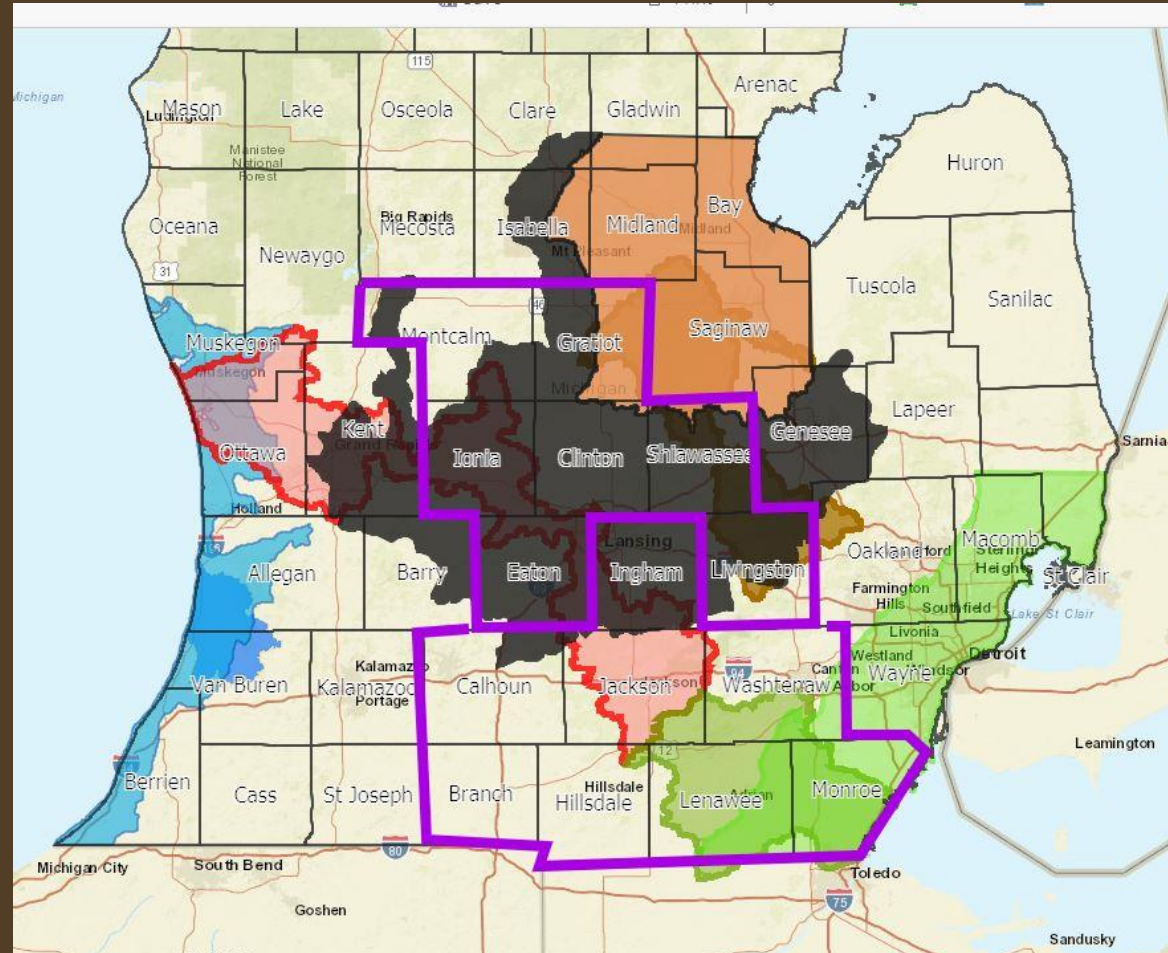 115
Arenac
Michigan
Mason
Lake
Osceola
Clare
Gladwin
Manistee
National
Forest
Huron
Oceana
Big Rapids
Mecosta
Isabella
Midland
Bay
Midland
Newaygo
Mt Pleasant
31
Tuscola
Sanilac
46
Muskegon
Muskegon
Montcalm
Gratiot
Saginaw
Michigan
Lapeer
Kent
Genesee
Ottawa
Ionia
Clinton
Shiawassee
Sarnia
Holland
Lansing
Macomb
Oakland
Sterling
Heights
Allegan
Barry
Eaton
Ingham
Livingston
St Clair
Farmington
Hills
Southfield
Lake St Clair
Livonia
Detroit
Kalamazoo
Westland
94
Wayne
Windsor
Van Buren
Kalamazoo
Calhoun
Jackson
Washtenaw
Portage
12
Leamington
Berrien
Cass
St Joseph
Branch
Hillsdale
Hillsdale
Lenawee
Adrian
Monroe
80
Michigan City
South Bend
Toledo
75
Goshen
Sandusky